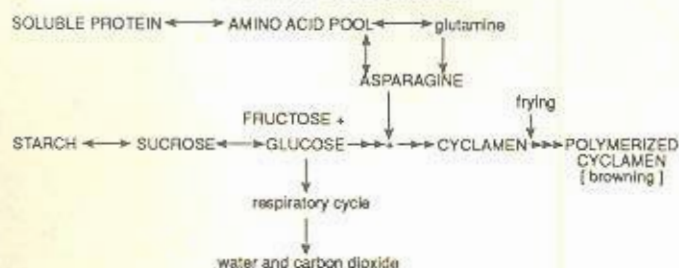 SOLUBLE PROTEIN AMINO ACID POOL glutamine
ASPARAGINE
frying
FRUCTOSE +
STARCH SUCROSE GLUCOSE + CYCLAMEN POLYMERIZED
CYCLAMEN
[ browning ]
respiratory cycle
water and carbon dioxide